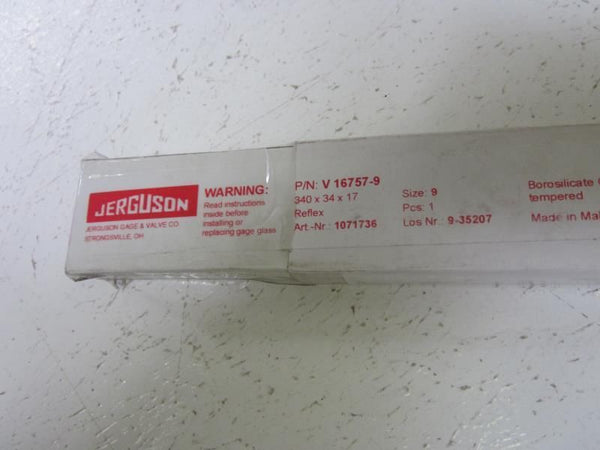 JERGUSON
JERGUSON GAGE & VALVE CO
STRONGSVILLE, OH
WARNING:
Read instructions
inside before
installing or
replacing gage glass
P/N: V 16757-9
340 x 34 x 17
Reflex
Art.-Nr.: 1071736
Size: 9
Pcs: 1
Los Nr.: 9-35207
Borosilicate
tempered
Made in